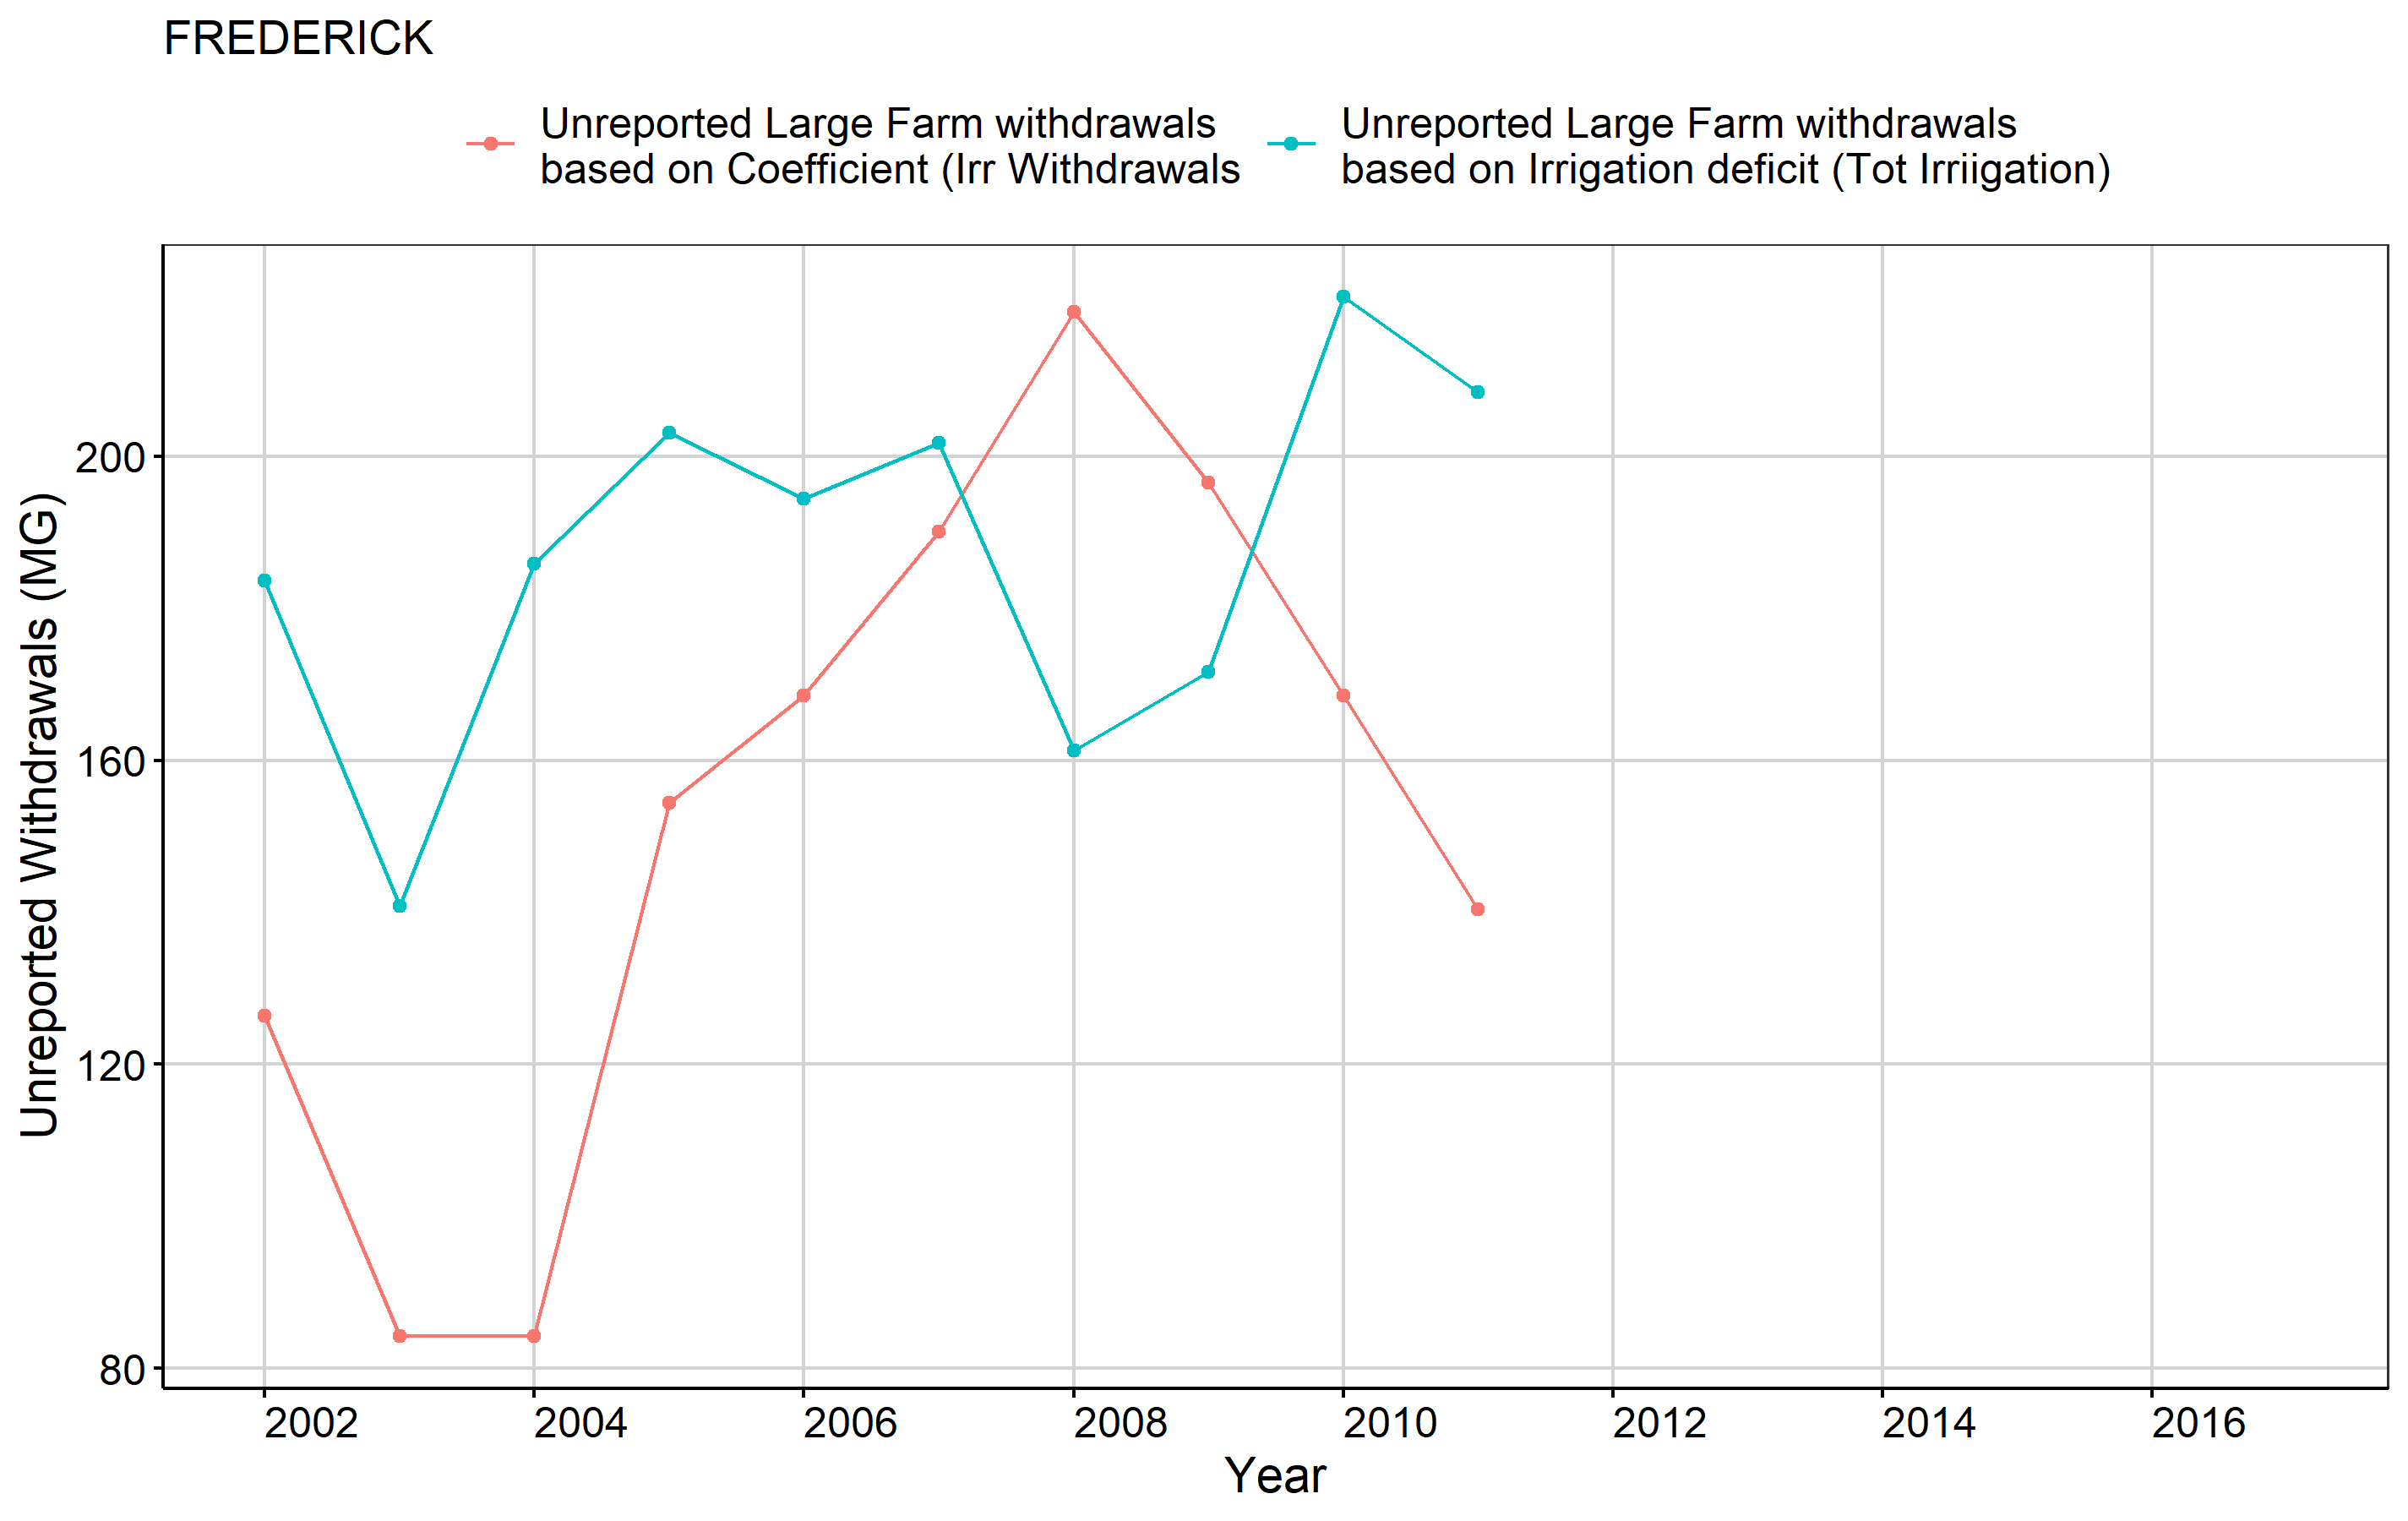 FREDERICK
Unreported Large Farm withdrawals
based on Coefficient (Irr Withdrawals
Unreported Large Farm withdrawals
based on Irrigation deficit (Tot Irriigation)
Unreported Withdrawals (MG)
200
160
120
80
2002 2004 2006 2008 2010 2012 2014 2016
Year